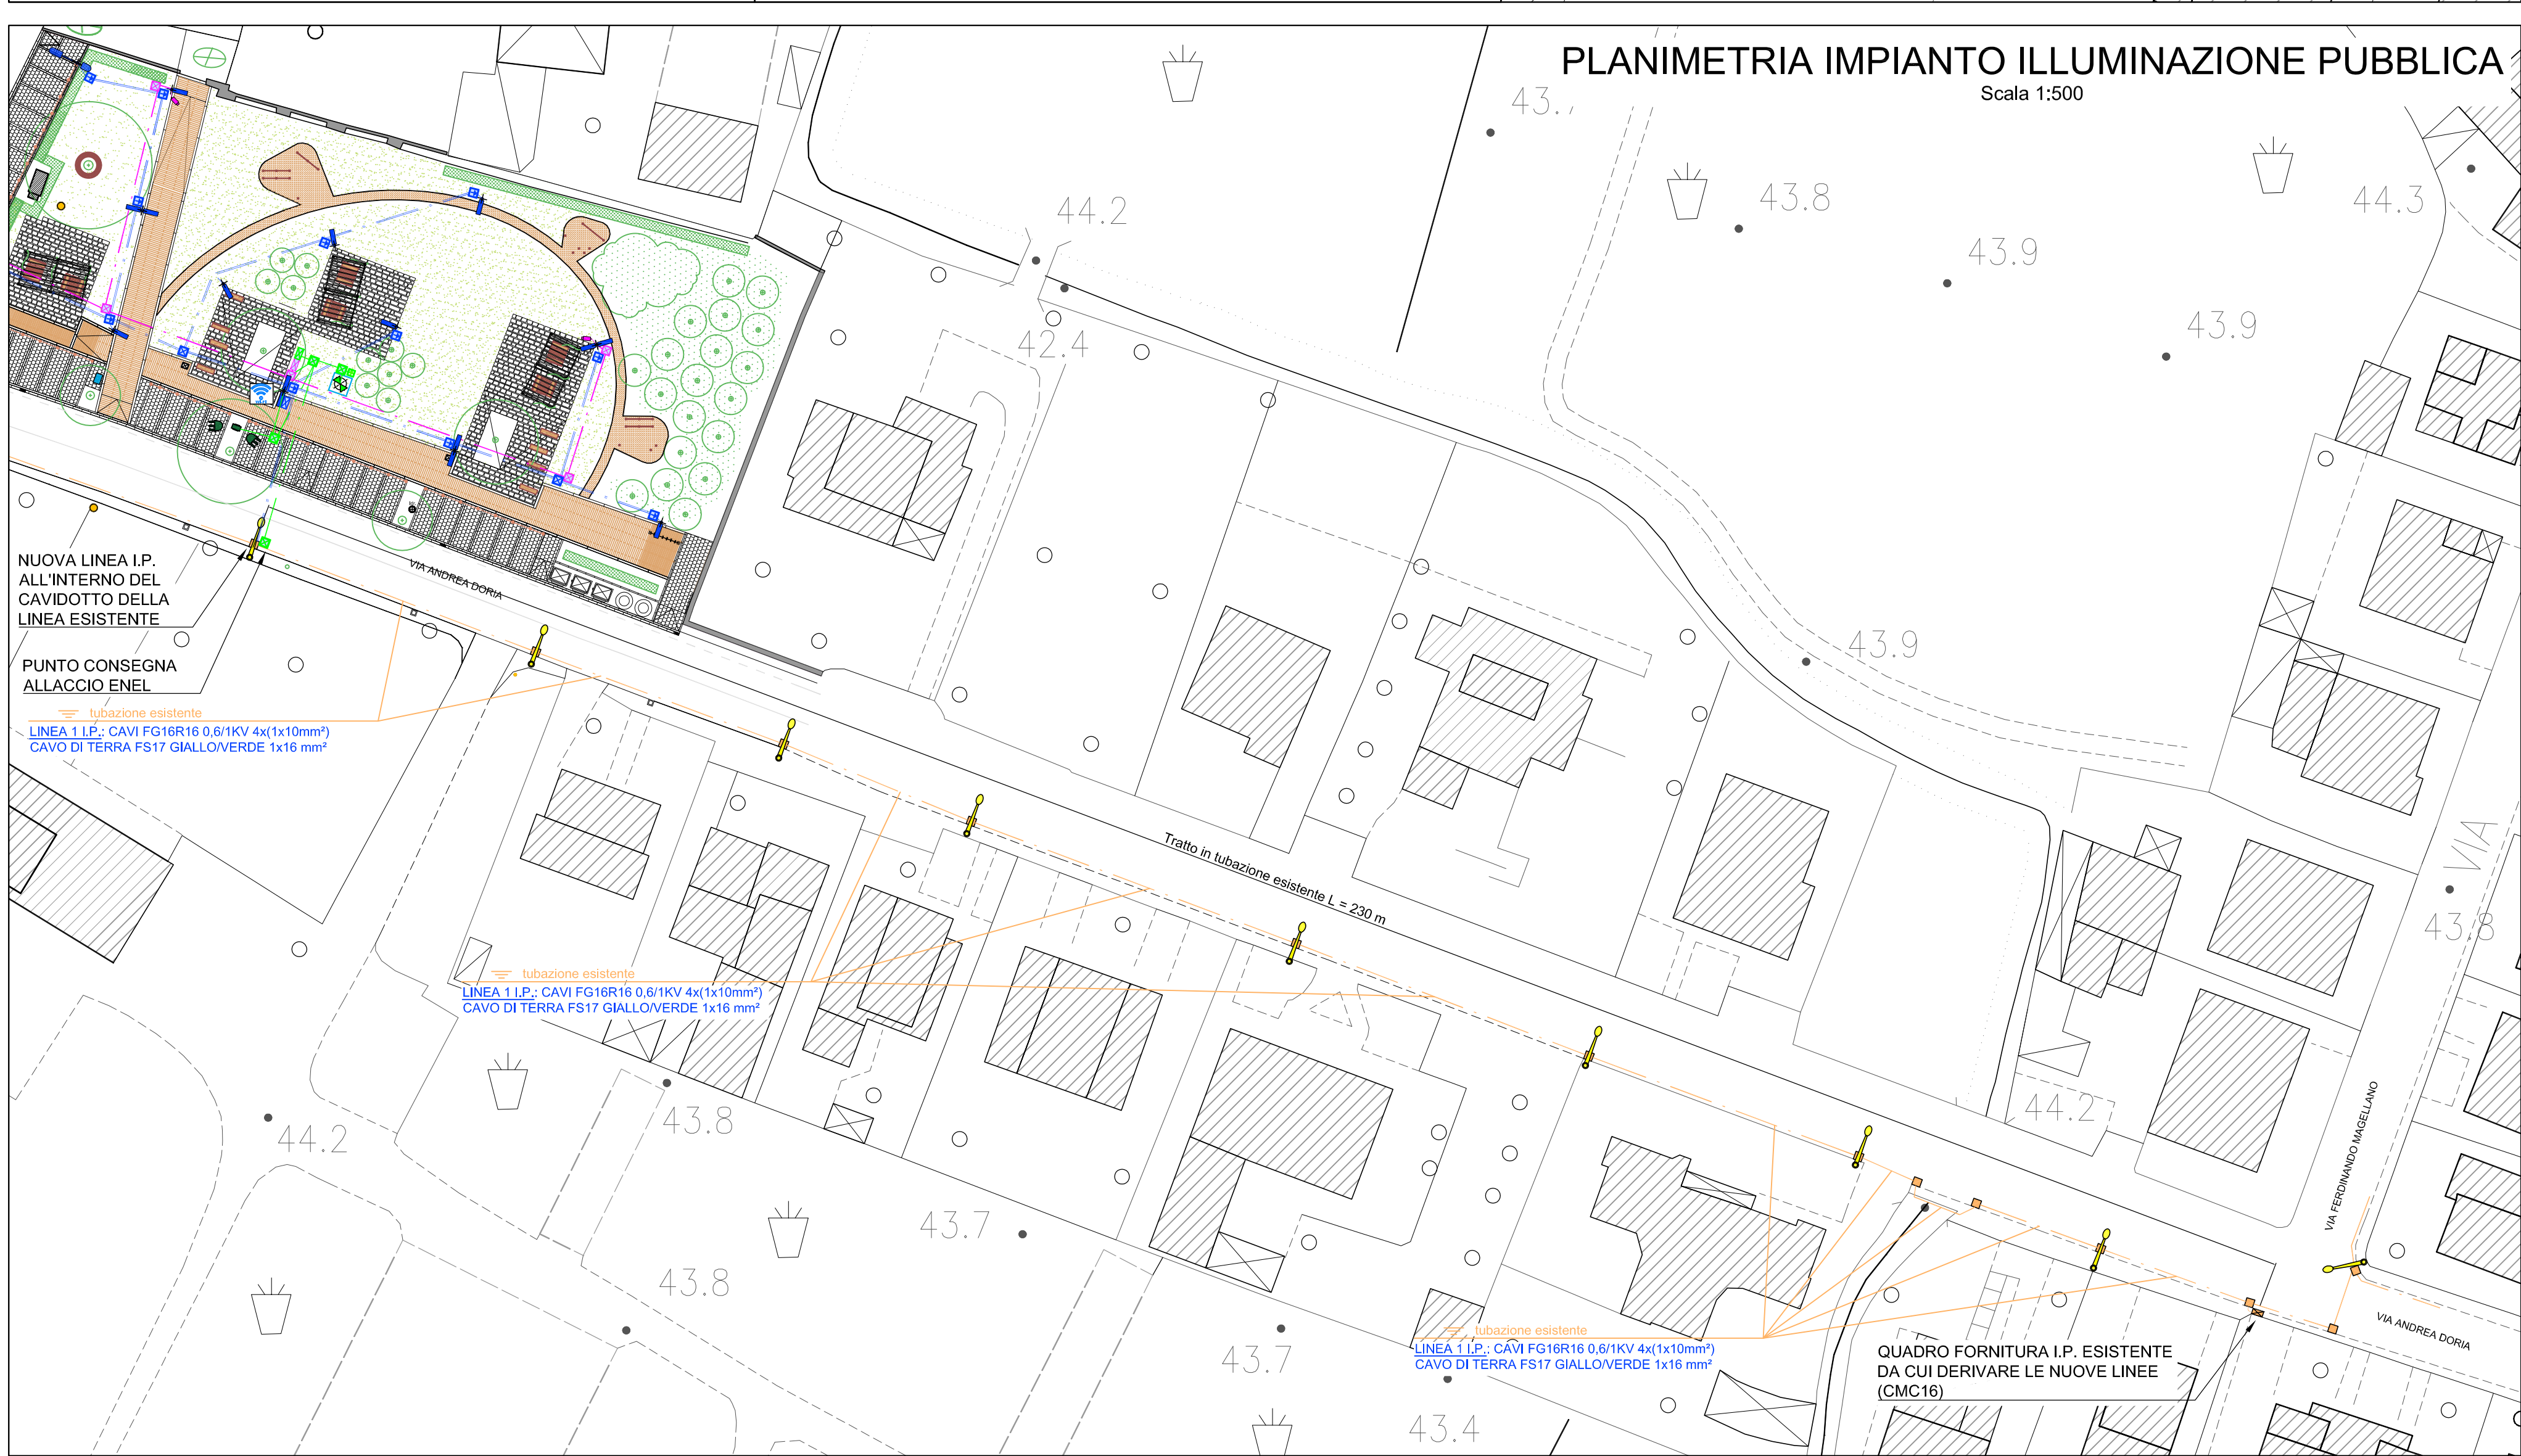 PLANIMETRIA IMPIANTO ILLUMINAZIONE PUBBLICA
Scala 1:500
43.8
44.3
44.2
43.9
43.9
42.4
NUOVA LINEA I.P.
ALL'INTERNO DEL
CAVIDOTTO DELLA
LINEA ESISTENTE
VIA ANDREA DORIA
PUNTO CONSEGNA
ALLACCIO ENEL
43.9
tubazione esistente
LINEA 1 I.P.: CAVI FG16R16 0,6/1KV 4x(1x10mm²)
CAVO DI TERRA FS17 GIALLO/VERDE 1x16 mm²
Tratto in tubazione esistente L = 230 m
VIA
43.8
tubazione esistente
LINEA 1 I.P.: CAVI FG16R16 0,6/1KV 4x(1x10mm²)
CAVO DI TERRA FS17 GIALLO/VERDE 1x16 mm²
43.8
44.2
44.2
VIA FERDINANDO MAGELLANO
43.7
43.8
tubazione esistente
LINEA 1 I.P.: CAVI FG16R16 0,6/1KV 4x(1x10mm²)
CAVO DI TERRA FS17 GIALLO/VERDE 1x16 mm²
43.7
VIA ANDREA DORIA
QUADRO FORNITURA I.P. ESISTENTE
DA CUI DERIVARE LE NUOVE LINEE
(CMC16)
43.4